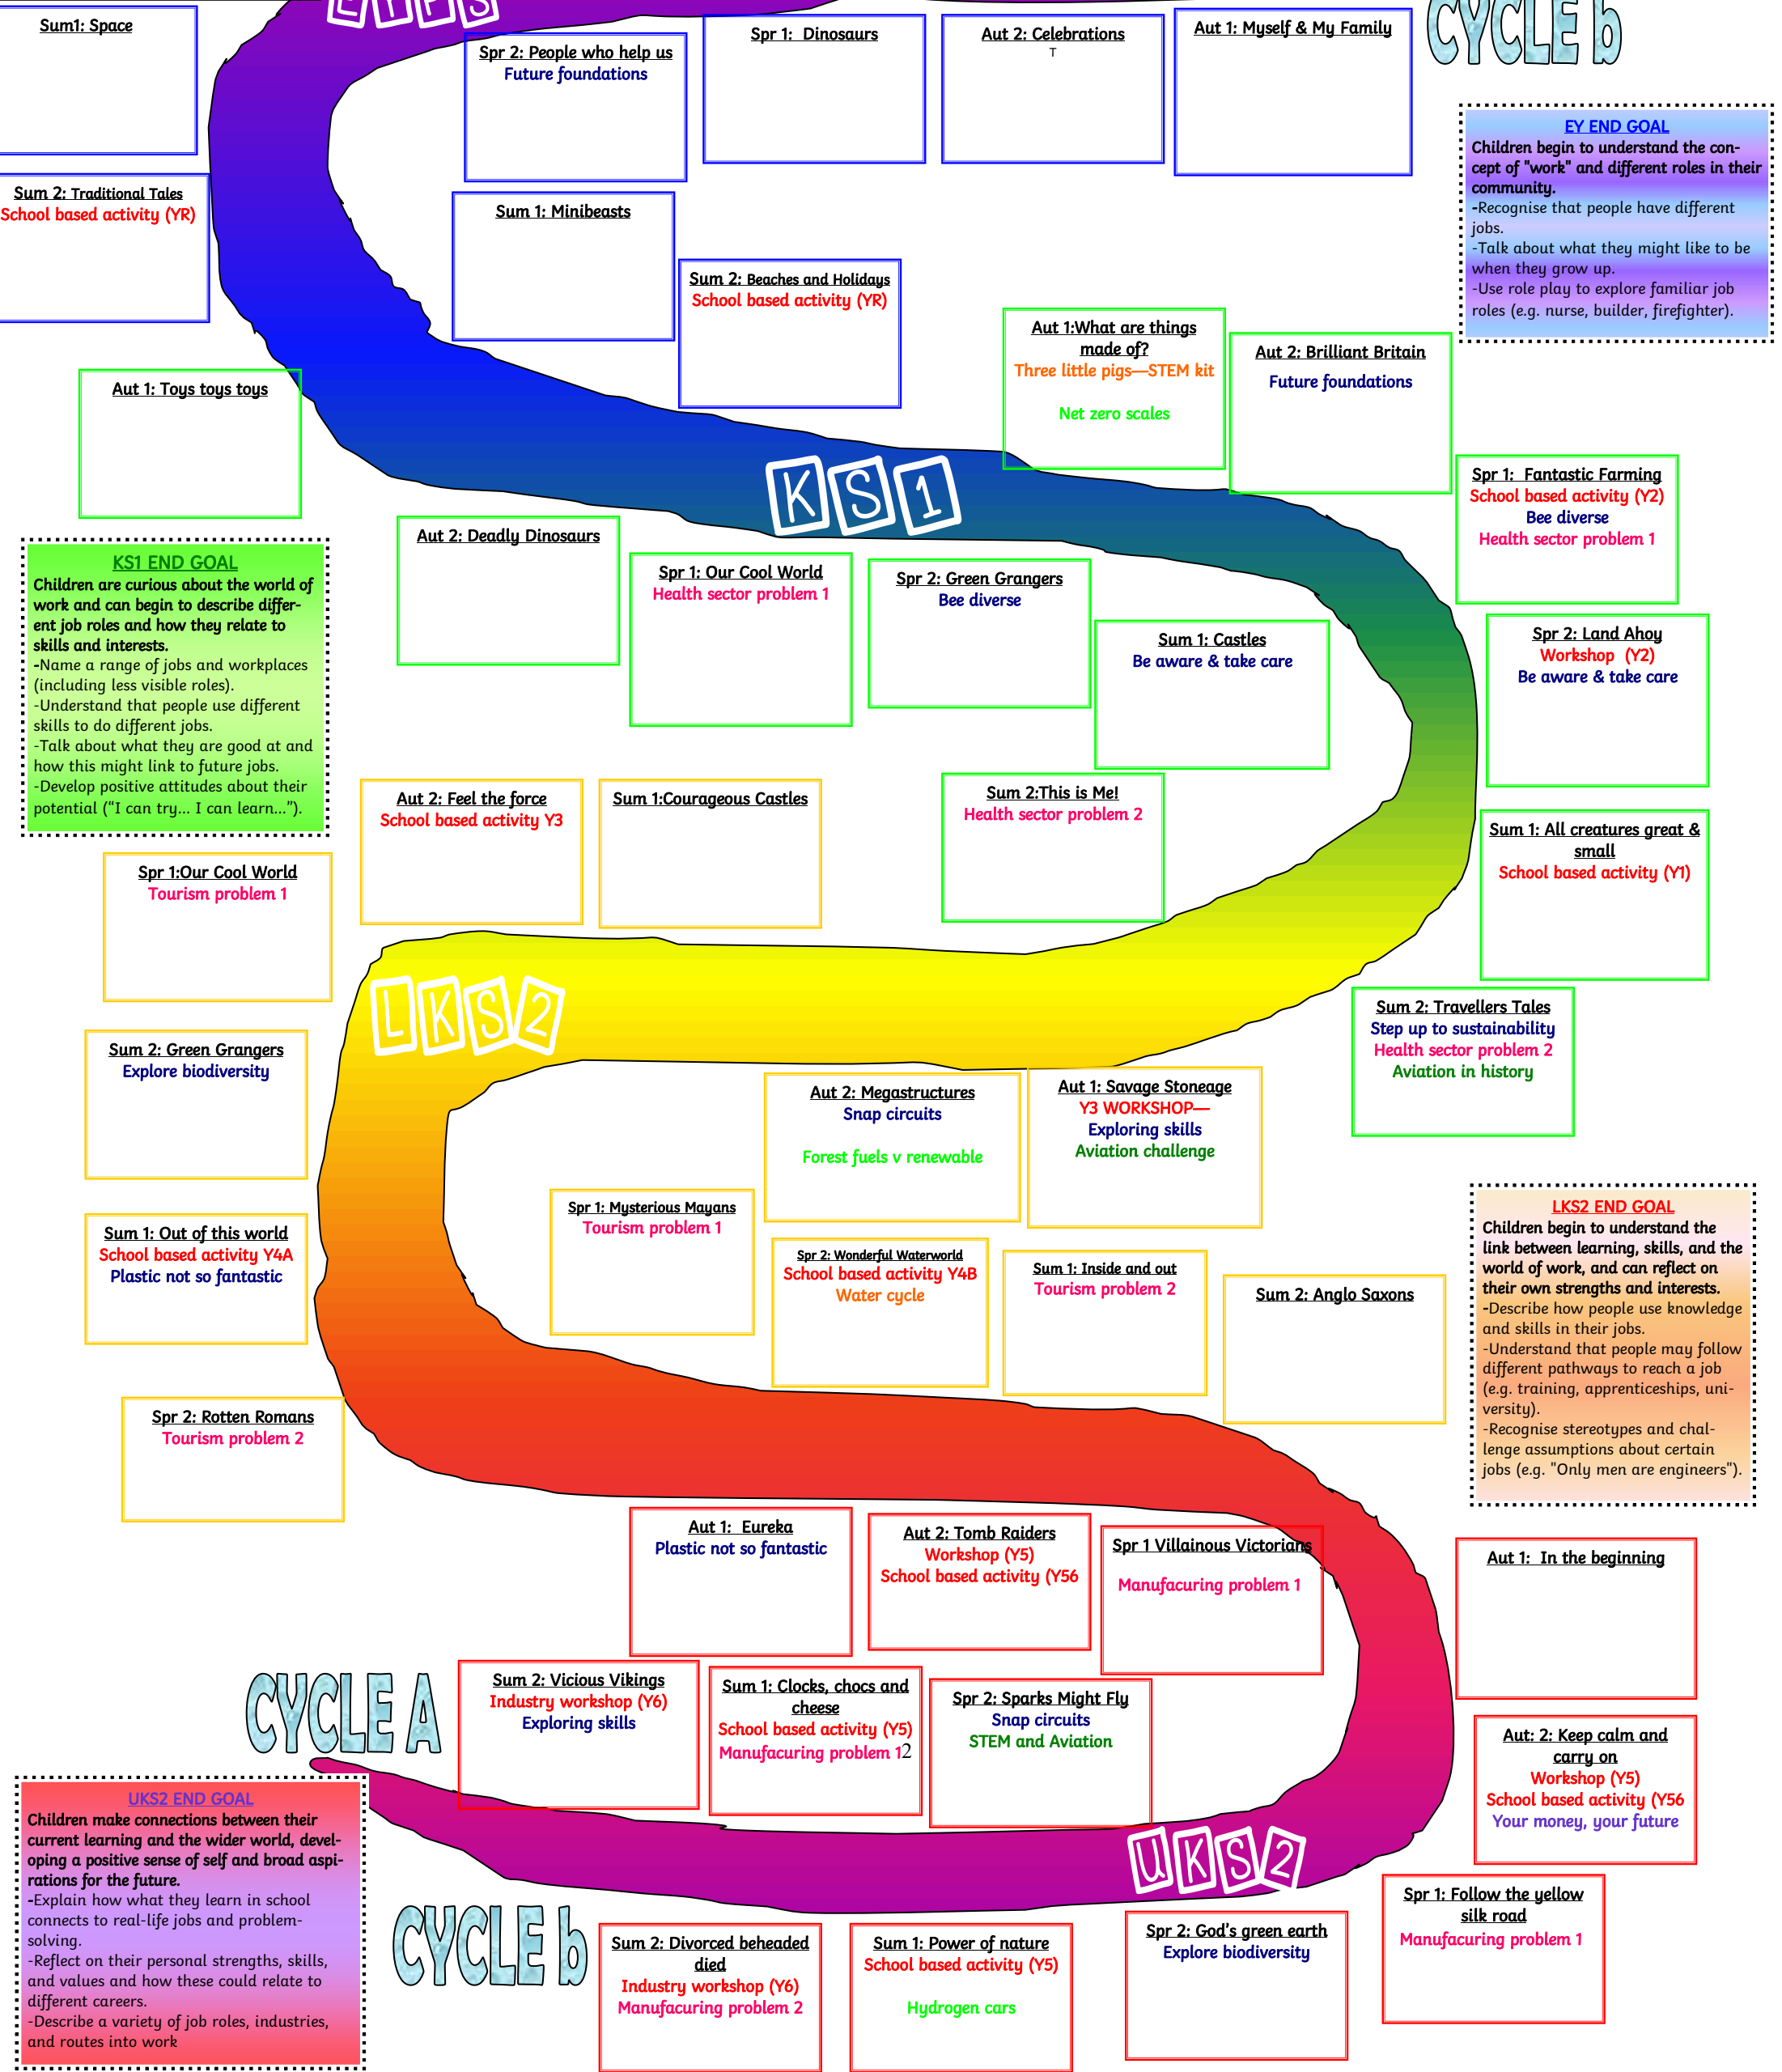 EYFS
CYCLE b
Sum1: Space
Spr 2: People who help us
Future foundations
Spr 1: Dinosaurs
Aut 2: Celebrations
T
Aut 1: Myself & My Family
EY END GOAL
Children begin to understand the con-
cept of "work" and different roles in their
community.
-Recognise that people have different
jobs.
-Talk about what they might like to be
when they grow up.
-Use role play to explore familiar job
roles (e.g. nurse, builder, firefighter).
Sum 2: Traditional Tales
School based activity (YR)
Sum 1: Minibeasts
Sum 2: Beaches and Holidays
School based activity (YR)
Aut 1:What are things
made of?
Three little pigs—STEM kit
Net zero scales
Aut 2: Brilliant Britain
Future foundations
Aut 1: Toys toys toys
KS1
Spr 1: Fantastic Farming
School based activity (Y2)
Bee diverse
Health sector problem 1
Aut 2: Deadly Dinosaurs
Spr 1: Our Cool World
Health sector problem 1
Spr 2: Green Grangers
Bee diverse
Sum 1: Castles
Be aware & take care
Spr 2: Land Ahoy
Workshop (Y2)
Be aware & take care
KS1 END GOAL
Children are curious about the world of
work and can begin to describe differ-
ent job roles and how they relate to
skills and interests.
-Name a range of jobs and workplaces
(including less visible roles).
-Understand that people use different
skills to do different jobs.
-Talk about what they are good at and
how this might link to future jobs.
-Develop positive attitudes about their
potential (“I can try... I can learn...”).
Aut 2: Feel the force
School based activity Y3
Sum 1:Courageous Castles
Sum 2:This is Me!
Health sector problem 2
Sum 1: All creatures great &
small
School based activity (Y1)
Spr 1:Our Cool World
Tourism problem 1
LKS2
Sum 2: Travellers Tales
Step up to sustainability
Health sector problem 2
Aviation in history
Sum 2: Green Grangers
Explore biodiversity
Aut 2: Megastructures
Snap circuits
Forest fuels v renewable
Aut 1: Savage Stoneage
Y3 WORKSHOP—
Exploring skills
Aviation challenge
Sum 1: Out of this world
School based activity Y4A
Plastic not so fantastic
Spr 1: Mysterious Mayans
Tourism problem 1
Spr 2: Wonderful Waterworld
School based activity Y4B
Water cycle
Sum 1: Inside and out
Tourism problem 2
Sum 2: Anglo Saxons
LKS2 END GOAL
Children begin to understand the
link between learning, skills, and the
world of work, and can reflect on
their own strengths and interests.
-Describe how people use knowledge
and skills in their jobs.
-Understand that people may follow
different pathways to reach a job
(e.g. training, apprenticeships, uni-
versity).
-Recognise stereotypes and chal-
lenge assumptions about certain
jobs (e.g. "Only men are engineers").
Spr 2: Rotten Romans
Tourism problem 2
Aut 1: Eureka
Plastic not so fantastic
Aut 2: Tomb Raiders
Workshop (Y5)
School based activity (Y56
Spr 1 Villainous Victorians
Manufacuring problem 1
Aut 1: In the beginning
CYCLE A
Sum 2: Vicious Vikings
Industry workshop (Y6)
Exploring skills
Sum 1: Clocks, chocs and
cheese
School based activity (Y5)
Manufacuring problem 12
Spr 2: Sparks Might Fly
Snap circuits
STEM and Aviation
Aut: 2: Keep calm and
carry on
Workshop (Y5)
School based activity (Y56
Your money, your future
UKS2 END GOAL
Children make connections between their
current learning and the wider world, devel-
oping a positive sense of self and broad aspi-
rations for the future.
-Explain how what they learn in school
connects to real-life jobs and problem-
solving.
-Reflect on their personal strengths, skills,
and values and how these could relate to
different careers.
-Describe a variety of job roles, industries,
and routes into work
UKS2
CYCLE b
Sum 2: Divorced beheaded
died
Industry workshop (Y6)
Manufacuring problem 2
Sum 1: Power of nature
School based activity (Y5)
Hydrogen cars
Spr 2: God’s green earth
Explore biodiversity
Spr 1: Follow the yellow
silk road
Manufacuring problem 1